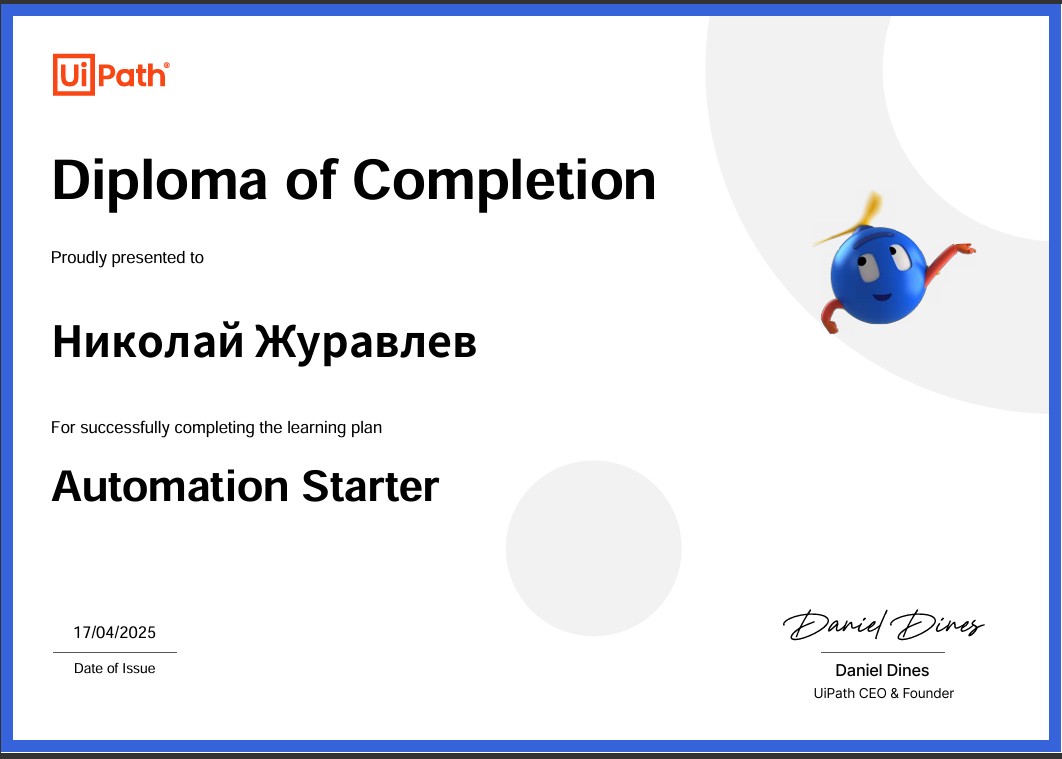 UiPath®
Diploma of Completion
Proudly presented to
Николай Журавлев
For successfully completing the learning plan
Automation Starter
17/04/2025
Date of Issue
Daniel Dines
Daniel Dines
UiPath CEO & Founder